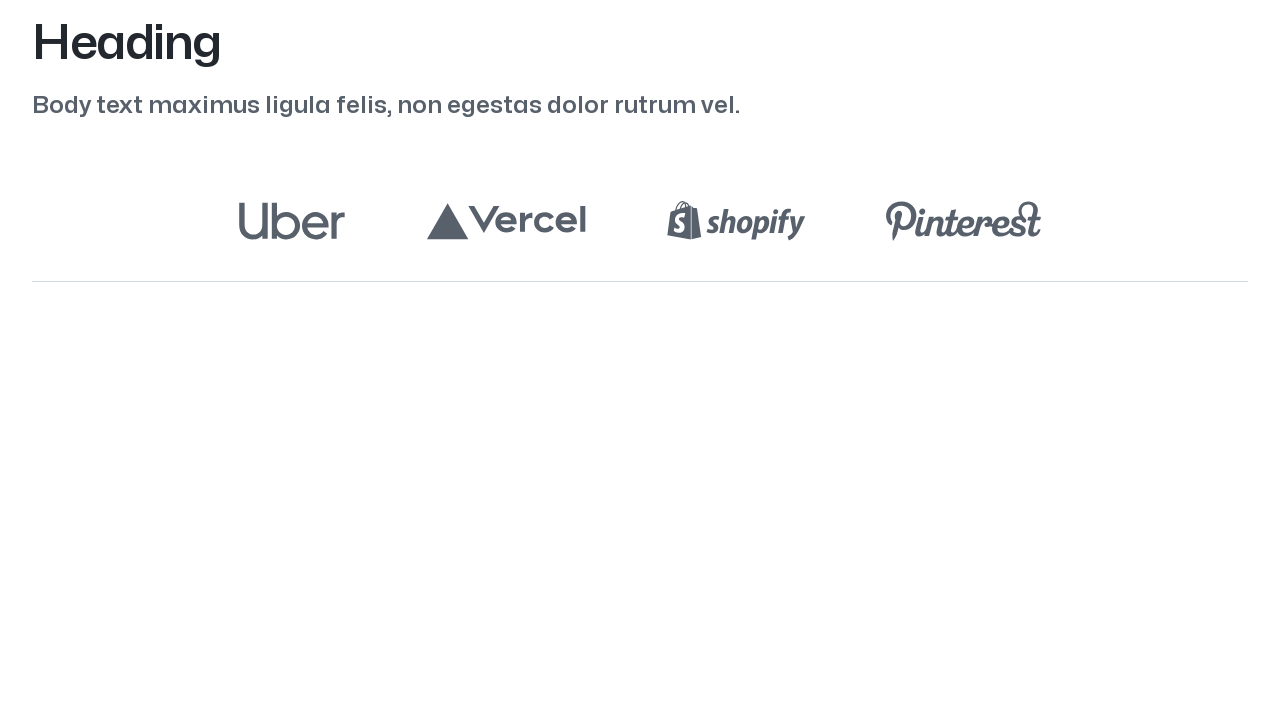 Heading
Body text maximus ligula felis, non egestas dolor rutrum vel.
Uber Vercel shopify Pinterest